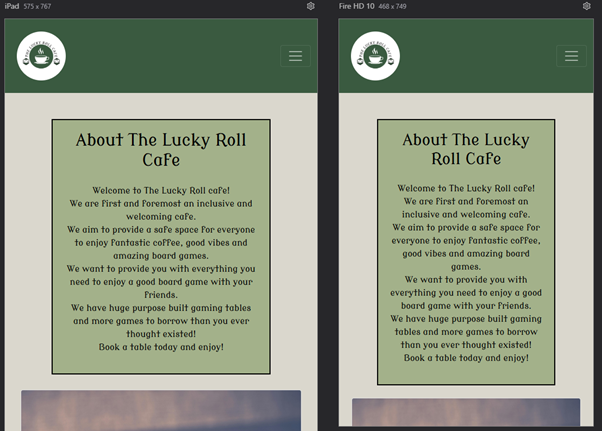 iPad 575 x 767
About The Lucky Roll
Cafe
Welcome to The Lucky Roll cafe!
We are first and foremost an inclusive and
welcoming cafe.
We aim to provide a safe space for everyone
to enjoy fantastic coffee, good vibes and
amazing board games.
We want to provide you with everything you
need to enjoy a good board game with your
friends.
We have huge purpose built gaming tables
and more games to borrow than you ever
thought existed!
Book a table today and enjoy!
Fire HD 10 468 x 749
About The Lucky
Roll Cafe
Welcome to The Lucky Roll cafe!
We are first and foremost an
inclusive and welcoming cafe.
We aim to provide a safe space for
everyone to enjoy fantastic coffee,
good vibes and amazing board
games.
We want to provide you with
everything you need to enjoy a good
board game with your friends.
We have huge purpose built gaming
tables and more games to borrow
than you ever thought existed!
Book a table today and enjoy!